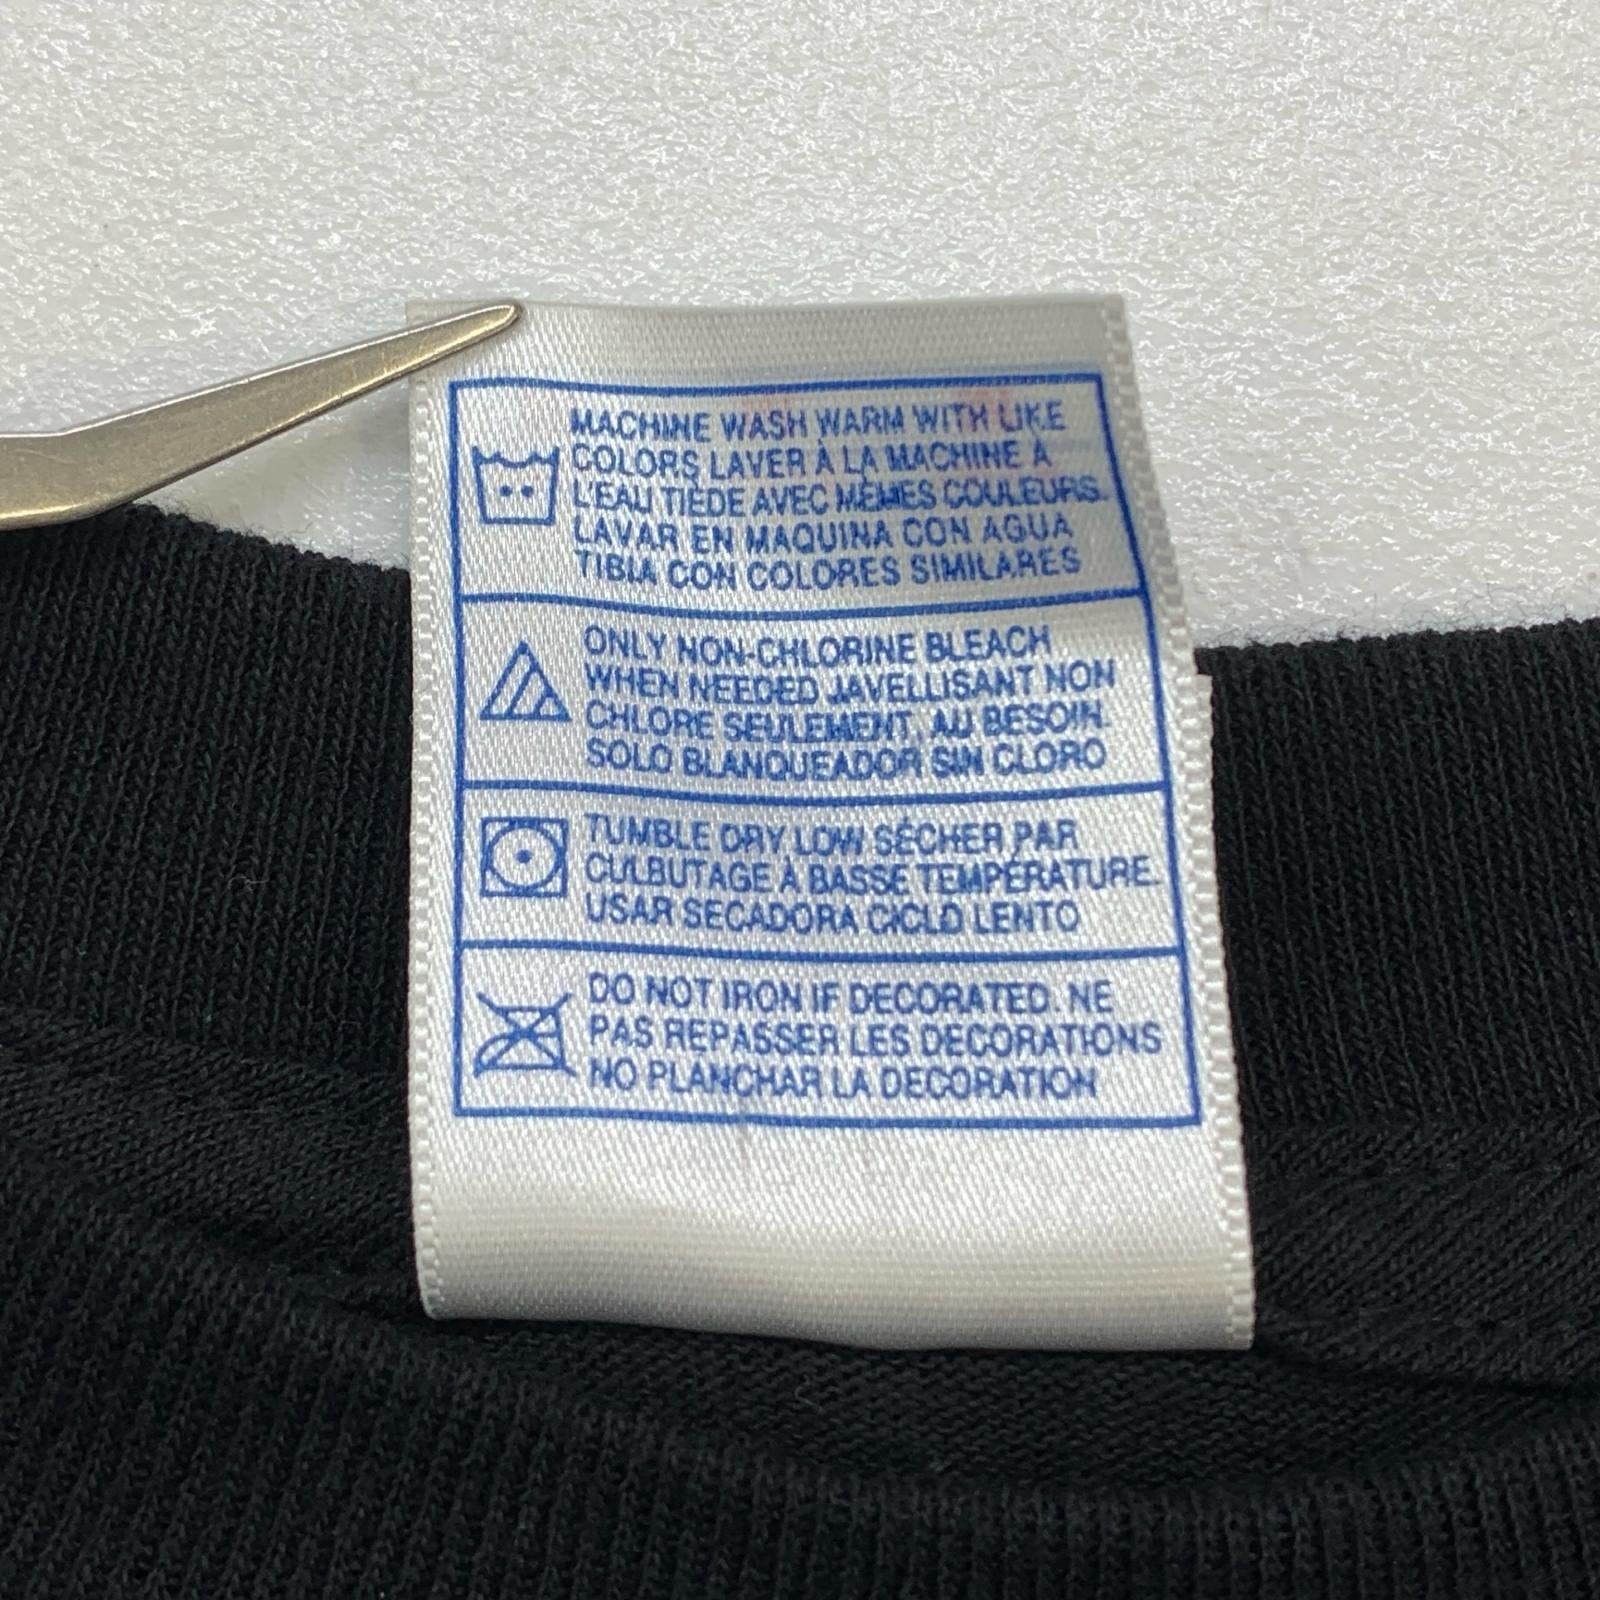 MACHINE WASH WARM WITH LIKE
COLORS LAVER À LA MACHINE À
L'EAU TIÈDE AVEC MÊMES COULEURS.
LAVAR EN MAQUINA CON AGUA
TIBIA CON COLORES SIMILARES
ONLY NON-CHLORINE BLEACH
WHEN NEEDED JAVELLISANT NON
CHLORE SEULEMENT, AU BESOIN.
SOLO BLANQUEADOR SIN CLORO
TUMBLE DRY LOW SÉCHER PAR
CULBUTAGE À BASSE TEMPÉRATURE.
USAR SECADORA CICLO LENTO
DO NOT IRON IF DECORATED. NE
PAS REPASSER LES DECORATIONS
NO PLANCHAR LA DECORATION